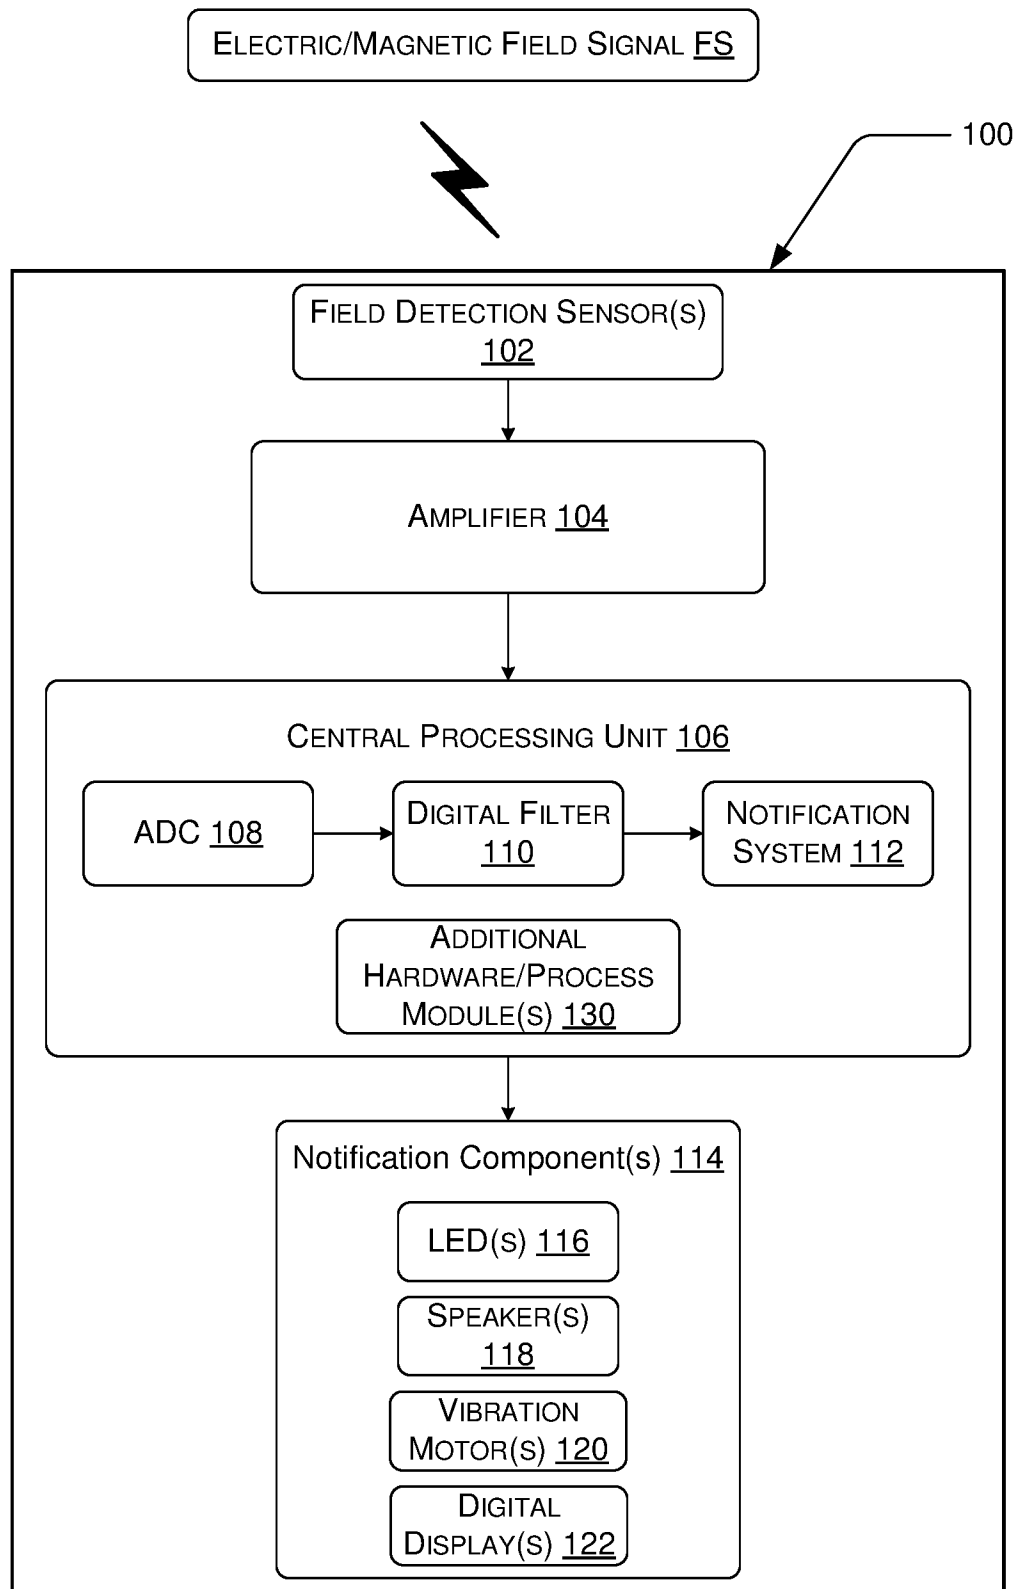 ELECTRIC/MAGNETIC FIELD SIGNAL FS
100
FIELD DETECTION SENSOR(S)
102
AMPLIFIER 104
CENTRAL PROCESSING UNIT 106
ADC 108
DIGITAL FILTER
110
NOTIFICATION
SYSTEM 112
ADDITIONAL
HARDWARE/PROCESS
MODULE(S) 130
Notification Component(s) 114
LED(S) 116
SPEAKER(S)
118
VIBRATION
MOTOR(S) 120
DIGITAL
DISPLAY(S) 122